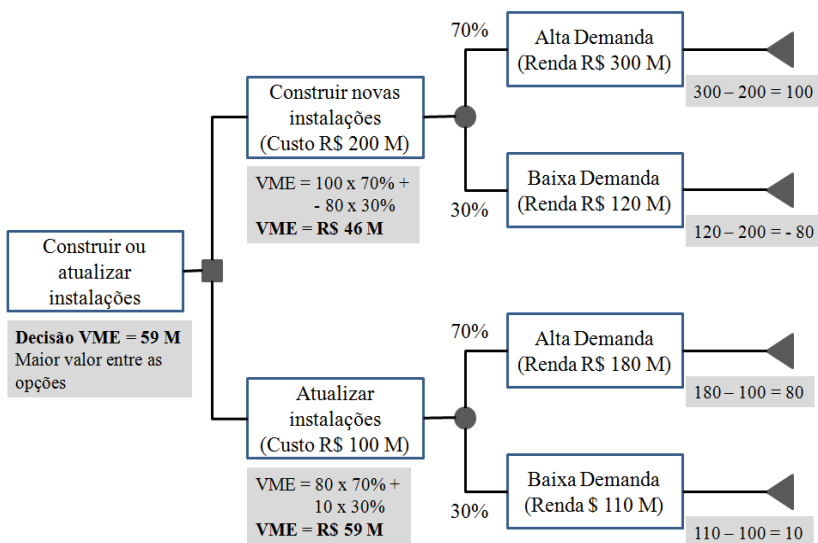 70%
Alta Demanda
(Renda R$ 300 M)
300 – 200 = 100
Construir novas
instalações
(Custo R$ 200 M)
VME = 100 x 70% +
- 80 x 30%
VME = R$ 46 M
30%
Baixa Demanda
(Renda R$ 120 M)
120 – 200 = - 80
Construir ou
atualizar
instalações
Decisão VME = 59 M
Maior valor entre as
opções
70%
Alta Demanda
(Renda R$ 180 M)
180 – 100 = 80
Atualizar
instalações
(Custo R$ 100 M)
VME = 80 x 70% +
10 x 30%
VME = R$ 59 M
30%
Baixa Demanda
(Renda $ 110 M)
110 – 100 = 10